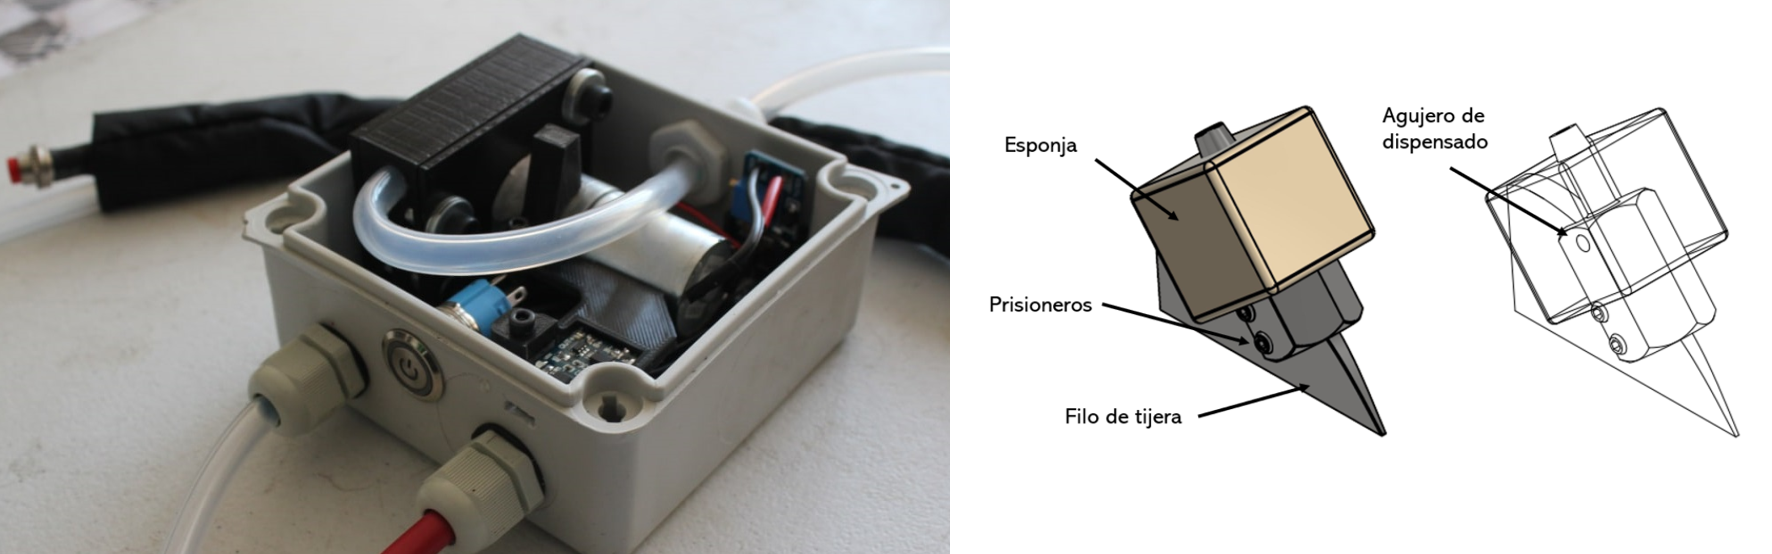 Esponja
Agujero de
dispensado
Prisioneros
Filo de tijera